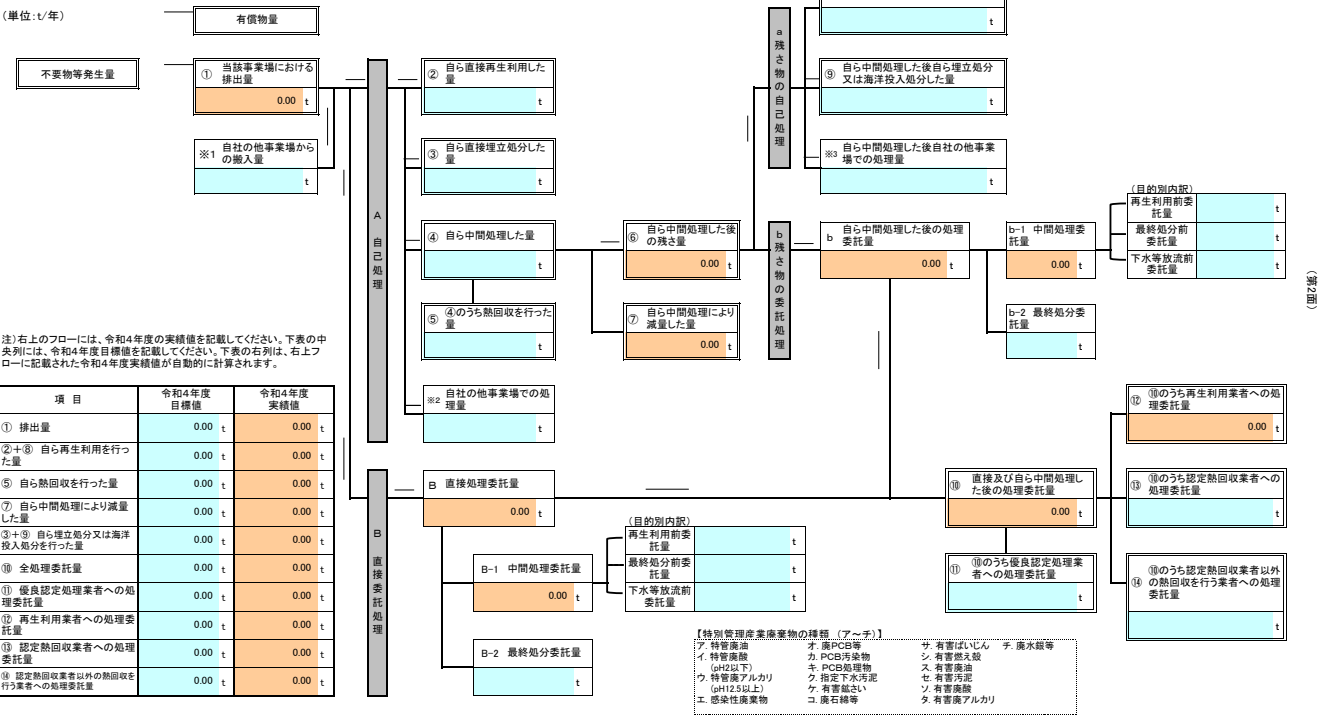 (単位:t/年)
有償物量
不要物等発生量
① 当該事業場における
排出量
0.00 t
※1 自社の他事業場から
の搬入量
t
A 自己処理
② 自ら直接再生利用した
量
t
③ 自ら直接埋立処分した
量
t
④ 自ら中間処理した量
t
⑤ ④のうち熱回収を行った
量
t
※2 自社の他事業場での処
理量
t
⑥ 自ら中間処理した後
の残さ量
0.00 t
⑦ 自ら中間処理により
減量した量
0.00 t
a 残さ物の自己処理
t
⑨ 自ら中間処理した後自ら埋立処分
又は海洋投入処分した量
t
※3 自ら中間処理した後自社の他事業
場での処理量
t
b 残さ物の委託処理
b 自ら中間処理した後の処理
委託量
0.00 t
b-1 中間処理委
託量
0.00 t
b-2 最終処分委
託量
t
(目的別内訳)
再生利用前委
託量
t
最終処分前
委託量
t
下水等放流前
委託量
t
(第2面)
注)右上のフローには、令和4年度の実績値を記載してください。下表の中
央列には、令和4年度目標値を記載してください。下表の右列は、右上フ
ローに記載された令和4年度実績値が自動的に計算されます。
項 目 令和4年度
目標値 令和4年度
実績値
① 排出量 0.00 t 0.00 t
②+⑧ 自ら再生利用を行っ
た量 0.00 t 0.00 t
⑤ 自ら熱回収を行った量 0.00 t 0.00 t
⑦ 自ら中間処理により減量
した量 0.00 t 0.00 t
③+⑨ 自ら埋立処分又は海洋
投入処分を行った量 0.00 t 0.00 t
⑩ 全処理委託量 0.00 t 0.00 t
⑪ 優良認定処理業者への処
理委託量 0.00 t 0.00 t
⑫ 再生利用業者への処理委
託量 0.00 t 0.00 t
⑬ 認定熱回収業者への処理
委託量 0.00 t 0.00 t
⑭ 認定熱回収業者以外の熱回収を
行う業者への処理委託量 0.00 t 0.00 t
B 直接委託処理
B 直接処理委託量
0.00 t
B-1 中間処理委託量
0.00 t
B-2 最終処分委託量
t
(目的別内訳)
再生利用前委
託量
t
最終処分前委
託量
t
下水等放流前
委託量
t
⑩ 直接及び自ら中間処理し
た後の処理委託量
0.00 t
⑪ ⑩のうち優良認定処理業
者への処理委託量
t
⑫ ⑩のうち再生利用業者への処
理委託量
0.00 t
⑬ ⑩のうち認定熱回収業者への
処理委託量
t
⑭ ⑩のうち認定熱回収業者以外
の熱回収を行う業者への処理
委託量
t
【特別管理産業廃棄物の種類 (ア~チ)】
ア. 特管廃油 オ. 廃PCB等 サ. 有害ばいじん チ. 廃水銀等
イ. 特管廃酸 カ. PCB汚染物 シ. 有害燃え殻
(pH2以下) キ. PCB処理物 ス. 有害廃油
ウ. 特管廃アルカリ ク. 指定下水汚泥 セ. 有害汚泥
(pH12.5以上) ケ. 有害鉱さい ソ. 有害廃酸
エ. 感染性廃棄物 コ. 廃石綿等 タ. 有害廃アルカリ